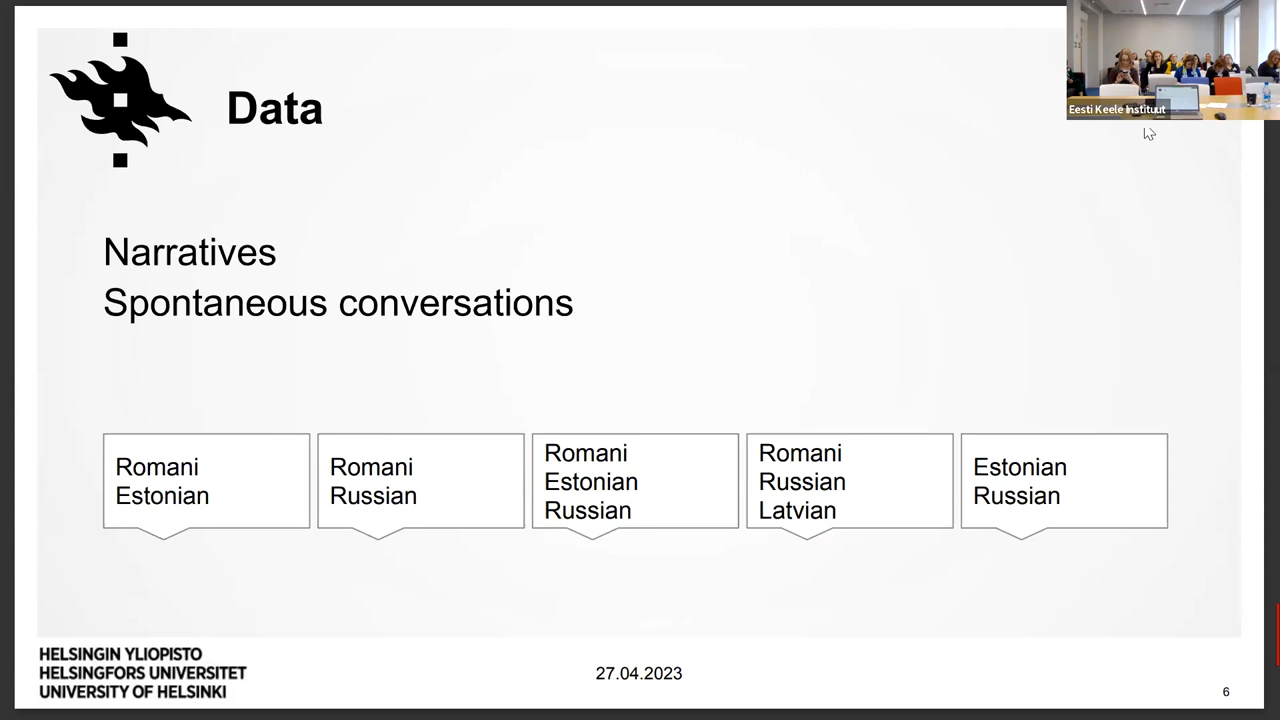 Data
Eesti Keele Instituut
Narratives
Spontaneous conversations
Romani
Estonian
Romani
Russian
Romani
Estonian
Russian
Romani
Russian
Latvian
Estonian
Russian
HELSINGIN YLIOPISTO
HELSINGFORS UNIVERSITET
UNIVERSITY OF HELSINKI
27.04.2023
6